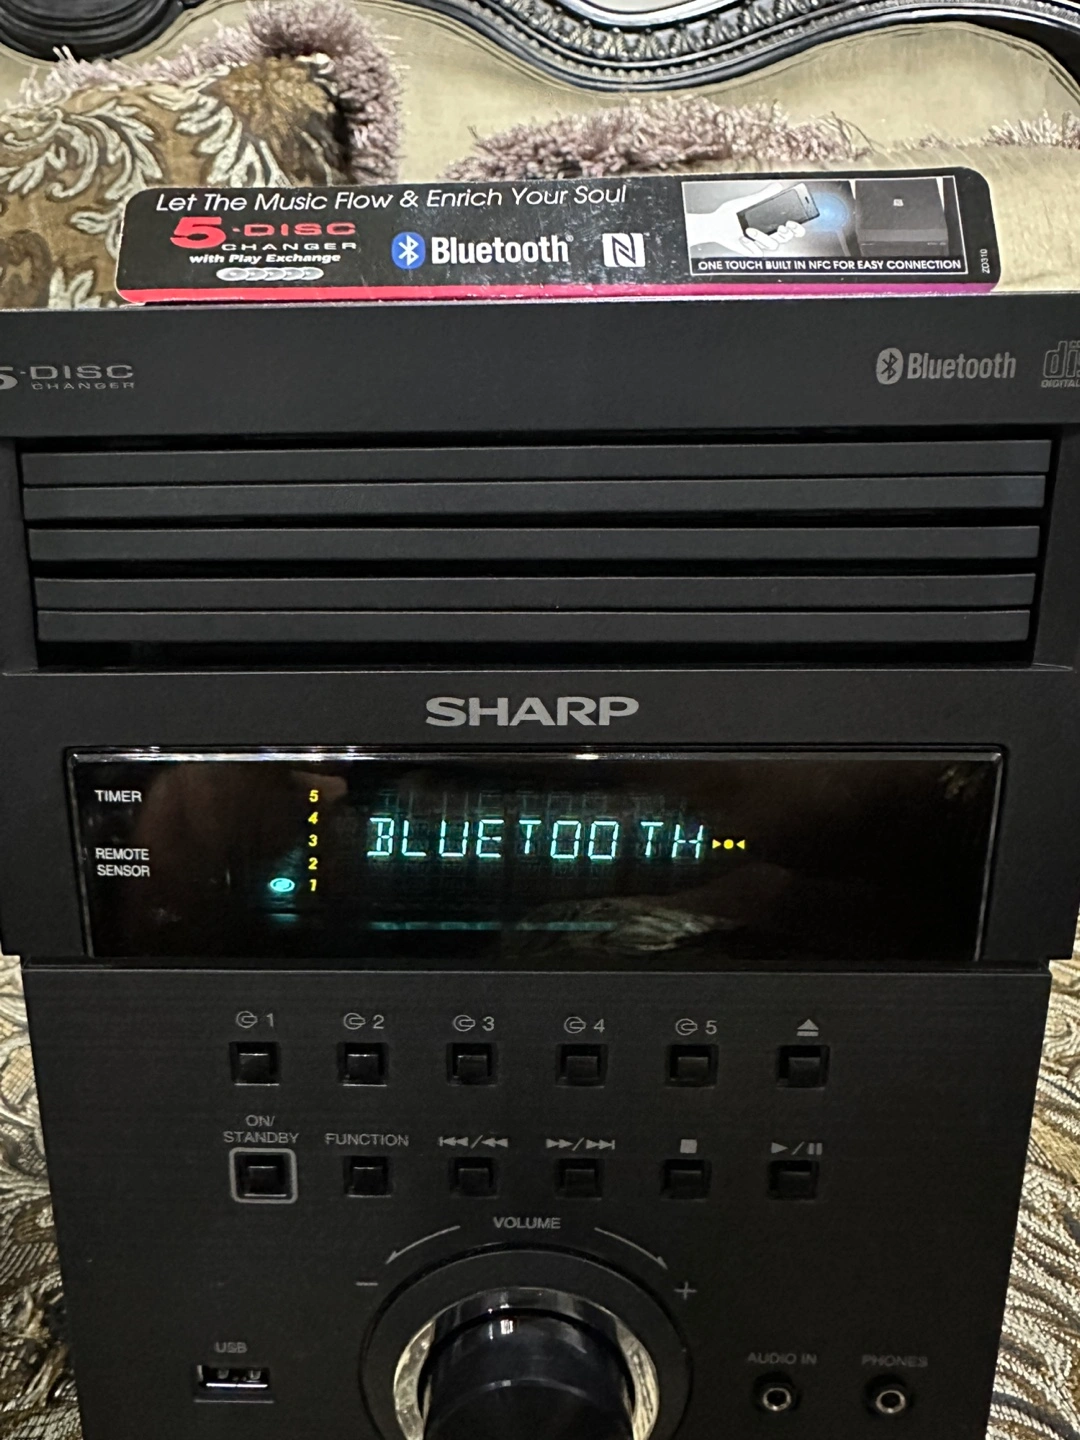 Let The Music Flow & Enrich Your Soul
5-DISC
CHANGER
with Play Exchange
Bluetooth
ONE TOUCH BUILT IN NFC FOR EASY CONNECTION
ZD310
5-DISC
CHANGER
Bluetooth
SHARP
TIMER
REMOTE
SENSOR
5
4
3
2
1
BLUETOOTH
1 2 3 4 5
ON/
STANDBY
FUNCTION
VOLUME
− +
USB
AUDIO IN
PHONES